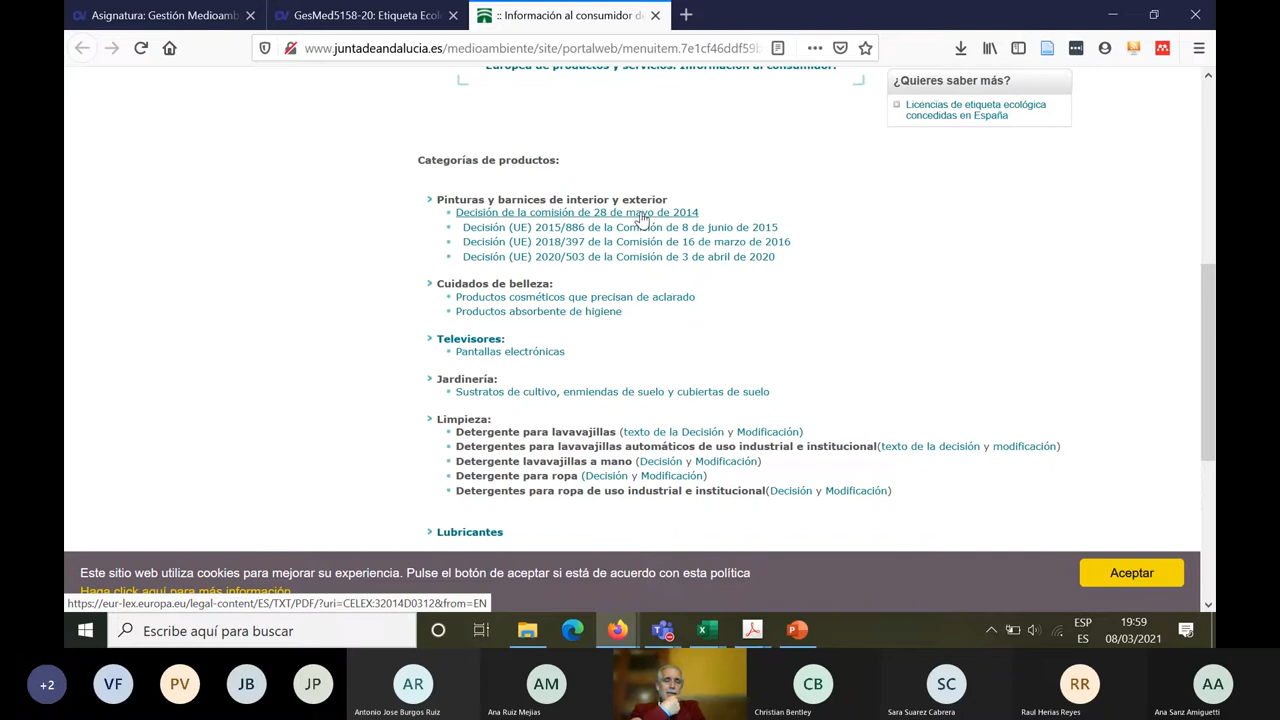 Asignatura: Gestión Medioamb
GesMed5158-20: Etiqueta Ecol
:: Información al consumidor de
www.juntadeandalucia.es/medioambiente/site/portalweb/menuitem.7e1cf46ddf59b
Europea de productos y servicios. Información al consumidor.
¿Quieres saber más?
Licencias de etiqueta ecológica
concedidas en España
Categorías de productos:
Pinturas y barnices de interior y exterior
Decisión de la comisión de 28 de mayo de 2014
Decisión (UE) 2015/886 de la Comisión de 8 de junio de 2015
Decisión (UE) 2018/397 de la Comisión de 16 de marzo de 2016
Decisión (UE) 2020/503 de la Comisión de 3 de abril de 2020
Cuidados de belleza:
Productos cosméticos que precisan de aclarado
Productos absorbente de higiene
Televisores:
Pantallas electrónicas
Jardinería:
Sustratos de cultivo, enmiendas de suelo y cubiertas de suelo
Limpieza:
Detergente para lavavajillas (texto de la Decisión y Modificación)
Detergentes para lavavajillas automáticos de uso industrial e institucional(texto de la decisión y modificación)
Detergente lavavajillas a mano (Decisión y Modificación)
Detergente para ropa (Decisión y Modificación)
Detergentes para ropa de uso industrial e institucional(Decisión y Modificación)
Lubricantes
Este sitio web utiliza cookies para mejorar su experiencia. Pulse el botón de aceptar si está de acuerdo con esta política
Haga click aquí para más información
Aceptar
https://eur-lex.europa.eu/legal-content/ES/TXT/PDF/?uri=CELEX:32014D0312&from=EN
Escribe aquí para buscar
ESP
ES
19:59
08/03/2021
+2
VF
PV
JB
JP
AR
Antonio Jose Burgos Ruiz
AM
Ana Ruiz Mejias
CB
Christian Bentley
SC
Sara Suarez Cabrera
RR
Raul Herias Reyes
AA
Ana Sanz Amiguetti